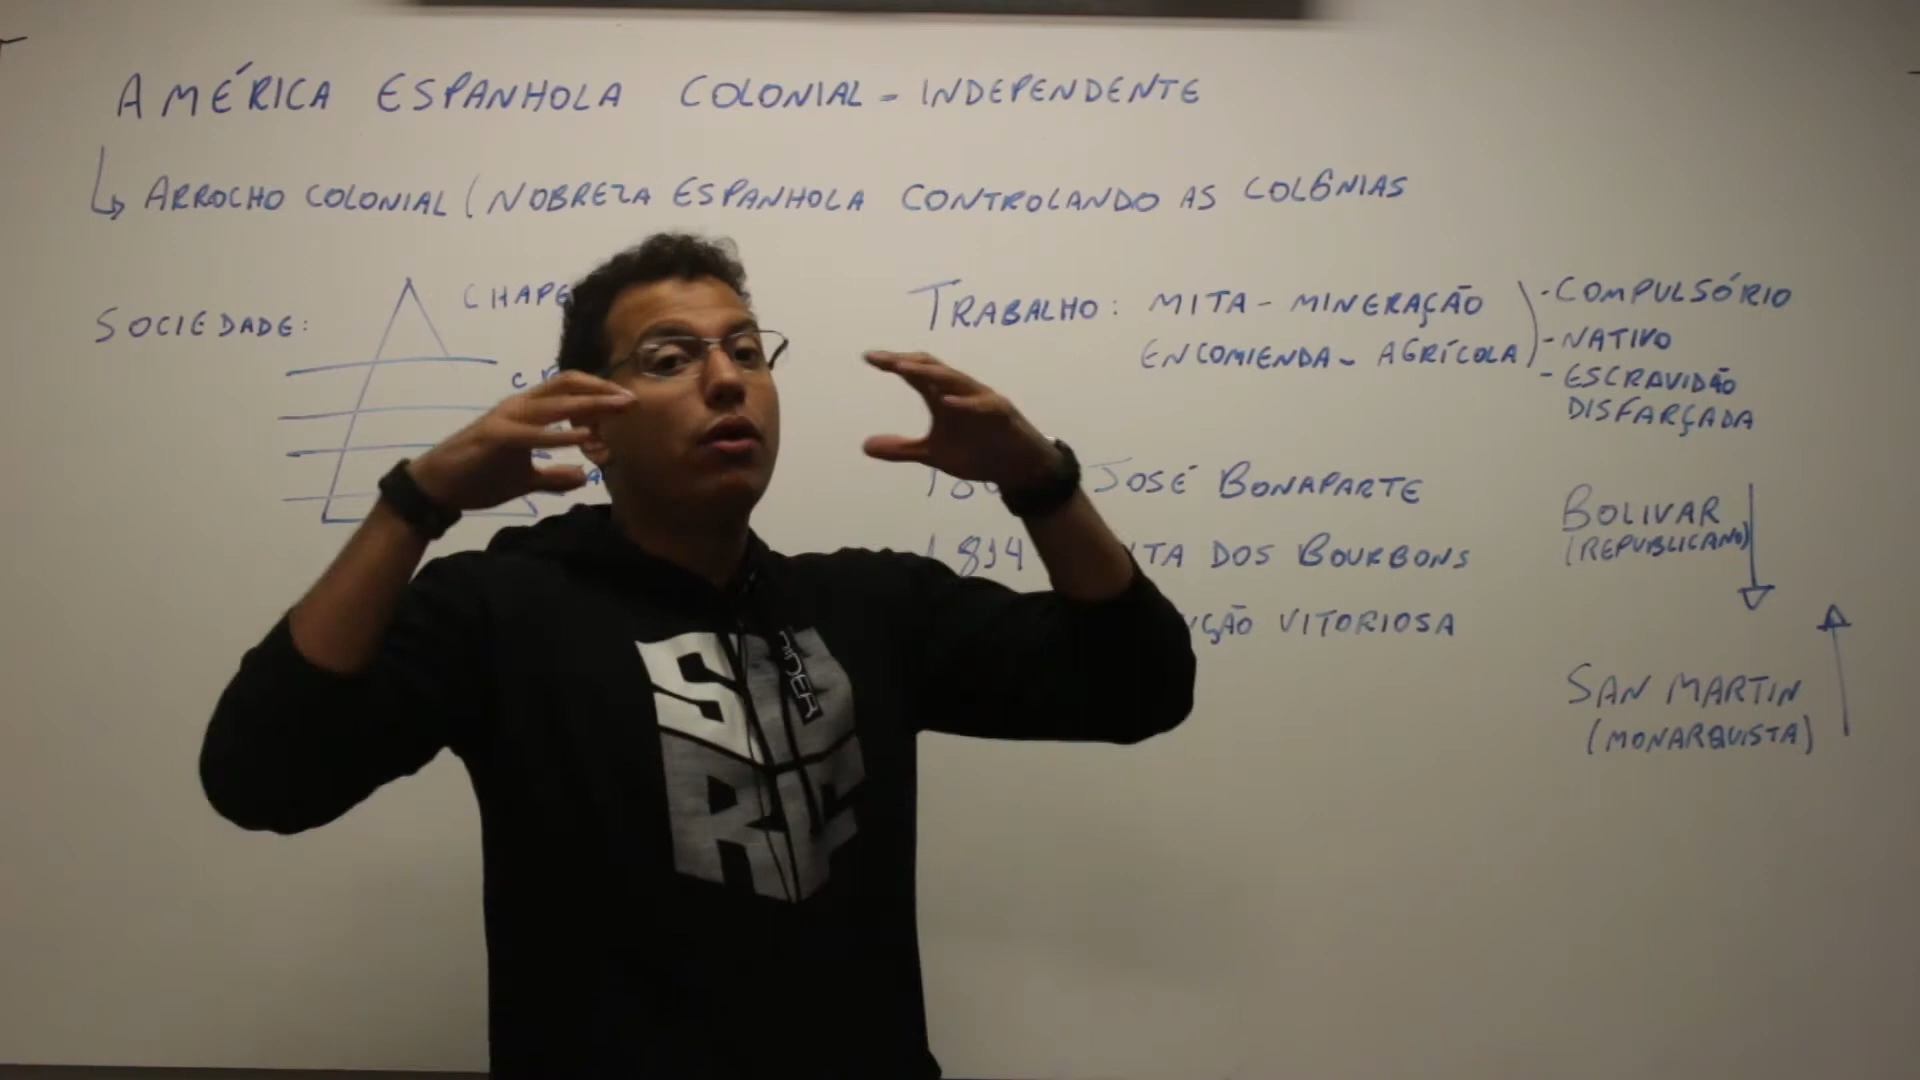 AMÉRICA ESPANHOLA COLONIAL - INDEPENDENTE
↳ ARROCHO COLONIAL (NOBREZA ESPANHOLA CONTROLANDO AS COLÔNIAS
SOCIEDADE:
TRABALHO: MITA - MINERAÇÃO
ENCOMIENDA - AGRÍCOLA
- COMPULSÓRIO
- NATIVO
- ESCRAVIDÃO
DISFARÇADA
JOSÉ BONAPARTE
1814 DOS BOURBONS
VITORIOSA
BOLIVAR
(REPUBLICANO)
SAN MARTIN
(MONARQUISTA)
SURF